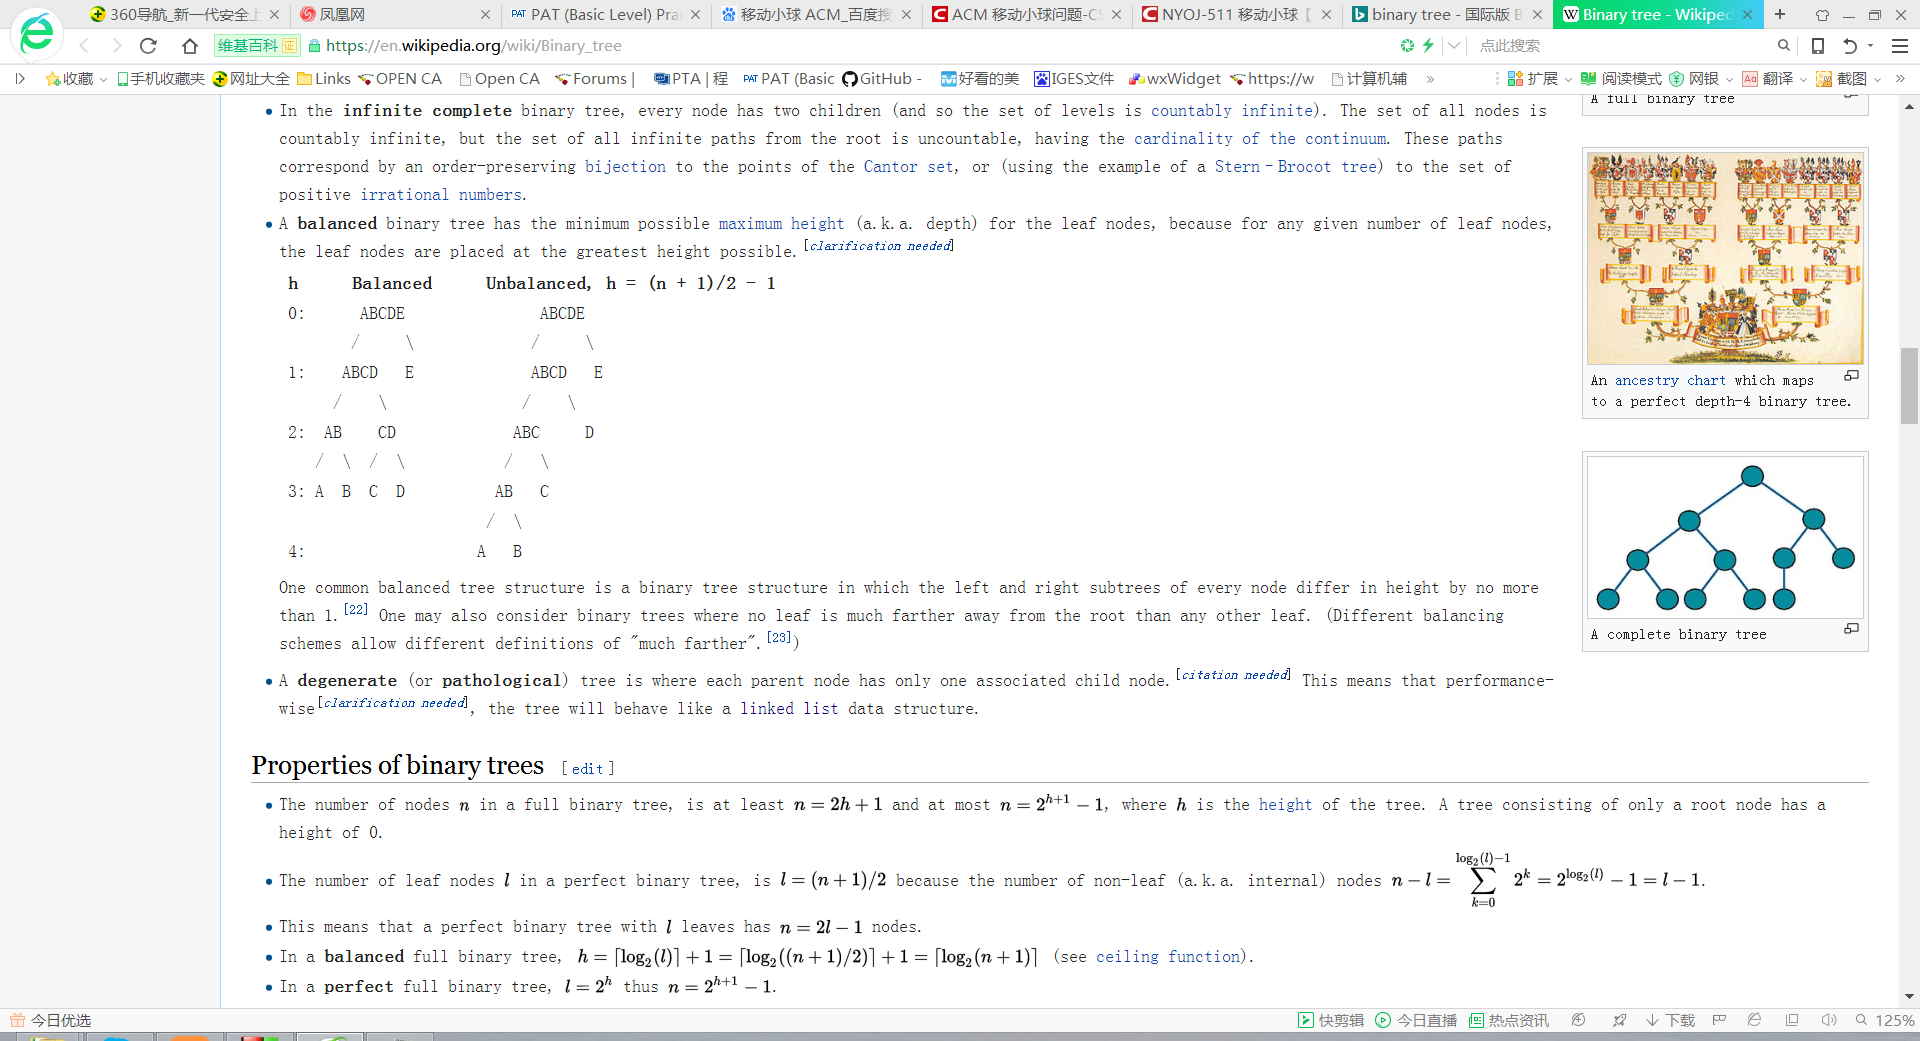 360导航_新一代安全上
凤凰网
PAT (Basic Level) Pra
移动小球 ACM_百度搜
ACM 移动小球问题-CS
NYOJ-511 移动小球 [
binary tree - 国际版 B
Binary tree - Wikiped
维基百科 证 https://en.wikipedia.org/wiki/Binary_tree
点此搜索
收藏 手机收藏夹 网址大全 Links OPEN CA Open CA Forums | PTA | 程 PAT (Basic GitHub - 好看的美 IGES文件 wxWidget https://w 计算机辅 » 扩展 阅读模式 网银 翻译 截图 »
In the infinite complete binary tree, every node has two children (and so the set of levels is countably infinite). The set of all nodes is
countably infinite, but the set of all infinite paths from the root is uncountable, having the cardinality of the continuum. These paths
correspond by an order-preserving bijection to the points of the Cantor set, or (using the example of a Stern–Brocot tree) to the set of
positive irrational numbers.
A balanced binary tree has the minimum possible maximum height (a.k.a. depth) for the leaf nodes, because for any given number of leaf nodes,
the leaf nodes are placed at the greatest height possible.[clarification needed]
h Balanced Unbalanced, h = (n + 1)/2 - 1
0: ABCDE ABCDE
/ \ / \
1: ABCD E ABCD E
/ \ / \
2: AB CD ABC D
/ \ / \ / \
3: A B C D AB C
/ \
4: A B
One common balanced tree structure is a binary tree structure in which the left and right subtrees of every node differ in height by no more
than 1.[22] One may also consider binary trees where no leaf is much farther away from the root than any other leaf. (Different balancing
schemes allow different definitions of "much farther".[23])
A degenerate (or pathological) tree is where each parent node has only one associated child node.[citation needed] This means that performance-
wise[clarification needed], the tree will behave like a linked list data structure.
A full binary tree
An ancestry chart which maps
to a perfect depth-4 binary tree.
A complete binary tree
Properties of binary trees [ edit ]
The number of nodes n in a full binary tree, is at least n = 2h + 1 and at most n = 2^{h+1} − 1, where h is the height of the tree. A tree consisting of only a root node has a
height of 0.
The number of leaf nodes l in a perfect binary tree, is l = (n + 1)/2 because the number of non-leaf (a.k.a. internal) nodes n − l = ∑_{k=0}^{log₂(l)−1} 2^k = 2^{log₂(l)} − 1 = l − 1.
This means that a perfect binary tree with l leaves has n = 2l − 1 nodes.
In a balanced full binary tree, h = ⌈log₂(l)⌉ + 1 = ⌈log₂((n + 1)/2)⌉ + 1 = ⌈log₂(n + 1)⌉ (see ceiling function).
In a perfect full binary tree, l = 2^h thus n = 2^{h+1} − 1.
今日优选
快剪辑 今日直播 热点资讯 下载 125%